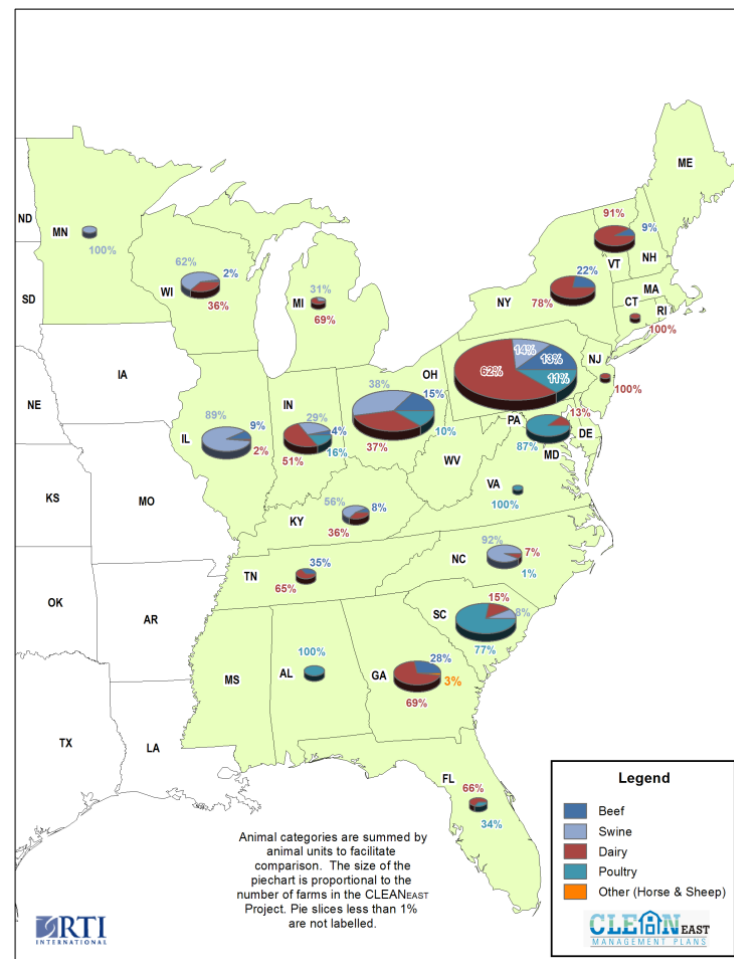 ME
ND
MN
100%
91%
9%
VT
NH
62%
2%
WI
36%
SD
31%
MI
69%
22%
NY
78%
MA
CT
RI
100%
IA
14%
13%
62%
11%
NJ
100%
NE
OH
38%
15%
37%
10%
IN
29%
4%
51%
16%
89%
9%
IL
2%
PA
13%
DE
MD
87%
WV
KS
MO
VA
100%
56%
8%
KY
36%
92%
7%
NC
1%
35%
TN
65%
OK
AR
15%
SC
8%
77%
100%
AL
MS
28%
GA
3%
69%
TX
LA
FL
66%
34%
Animal categories are summed by
animal units to facilitate
comparison. The size of the
piechart is proportional to the
number of farms in the CLEANEAST
Project. Pie slices less than 1%
are not labelled.
Legend
Beef
Swine
Dairy
Poultry
Other (Horse & Sheep)
RTI
INTERNATIONAL
CLEAN EAST
MANAGEMENT PLANS